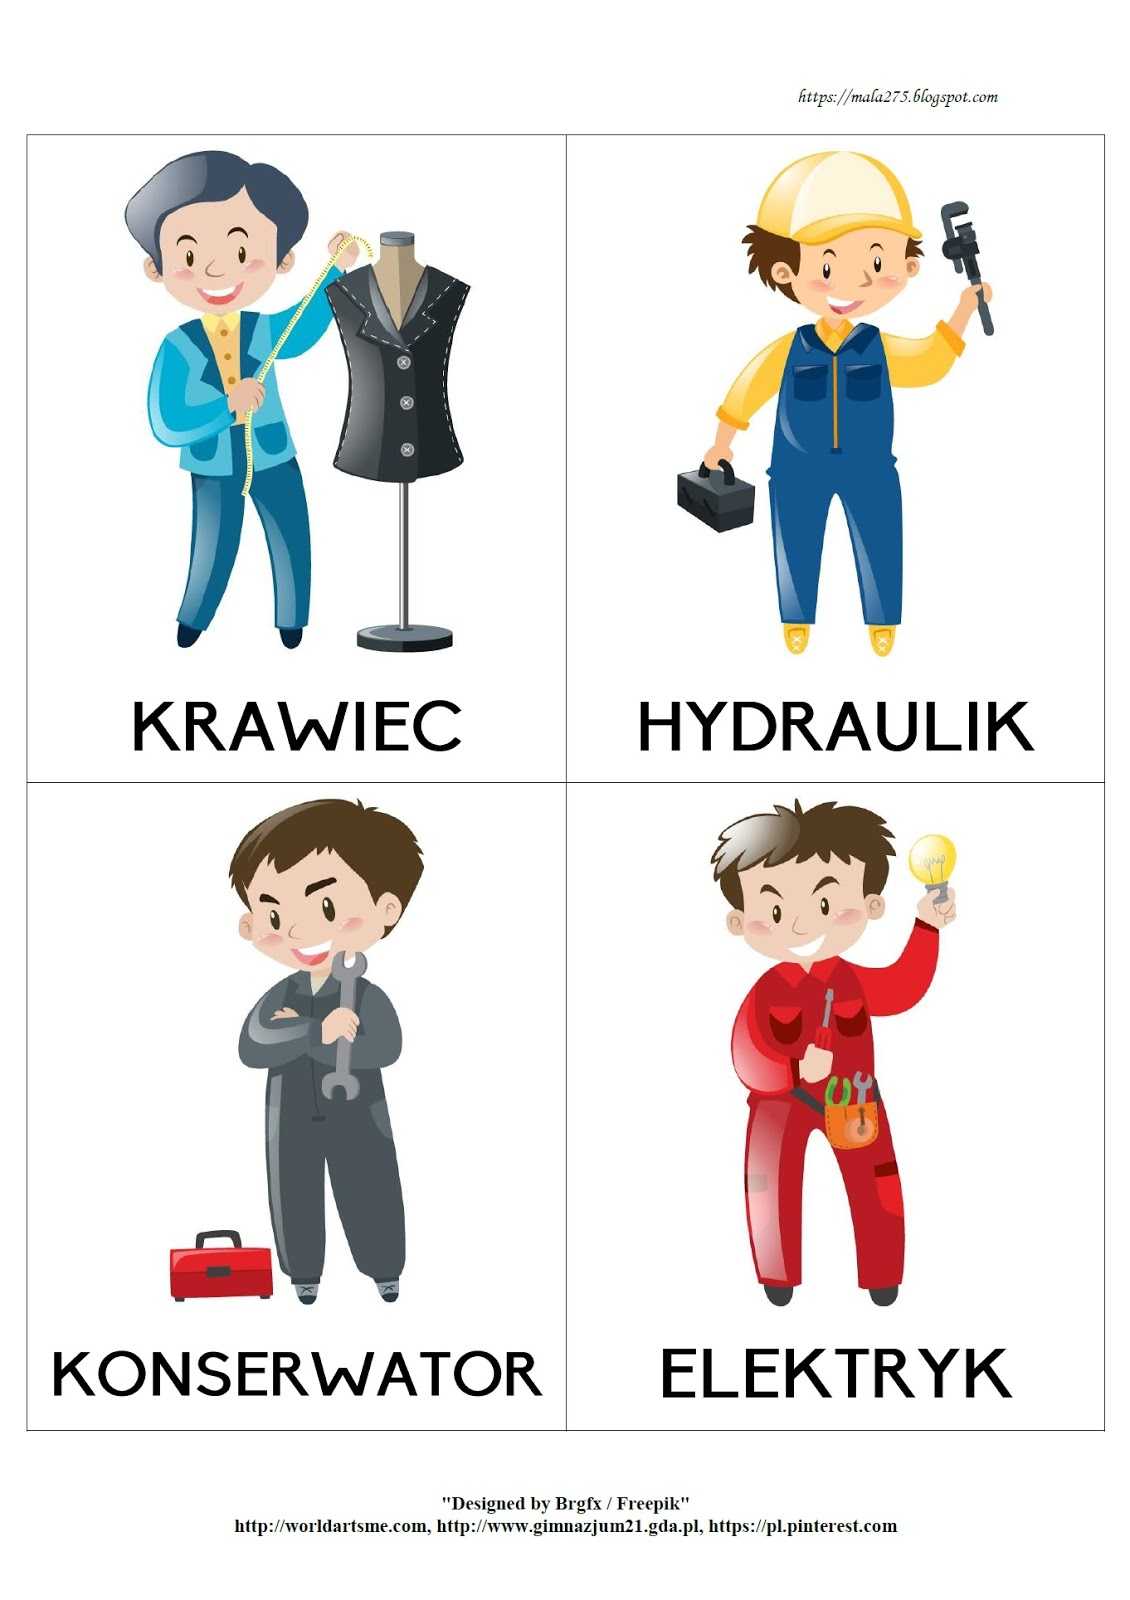 https://mala275.blogspot.com
KRAWIEC
HYDRAULIK
KONSERWATOR
ELEKTRYK
"Designed by Brgfx / Freepik"
http://worldartsme.com, http://www.gimnazjum21.gda.pl, https://pl.pinterest.com